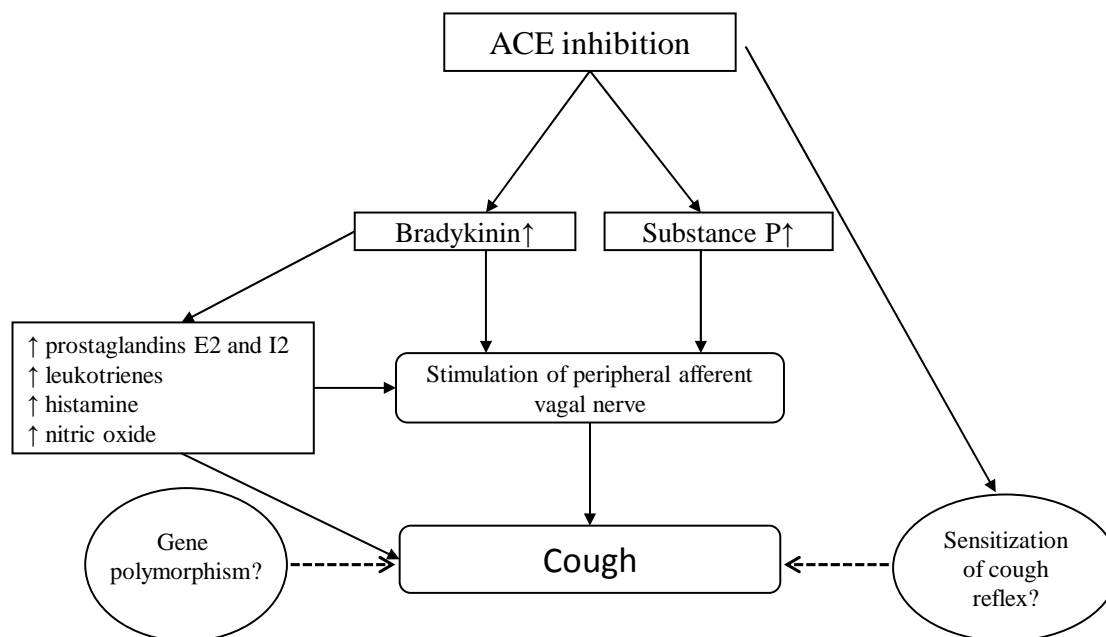 ACE inhibition
Bradykinin↑
Substance P↑
↑ prostaglandins E2 and I2
↑ leukotrienes
↑ histamine
↑ nitric oxide
Stimulation of peripheral afferent
vagal nerve
Gene
polymorphism?
Cough
Sensitization
of cough
reflex?